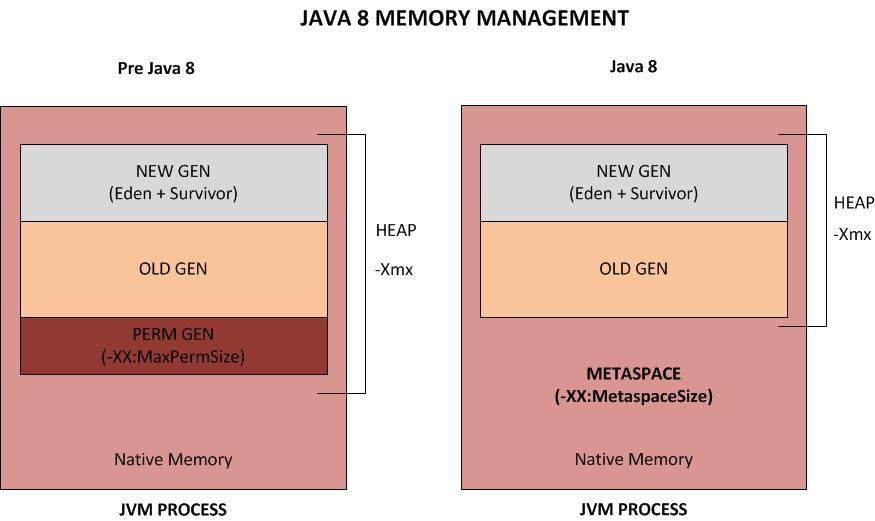 JAVA 8 MEMORY MANAGEMENT
Pre Java 8
NEW GEN
(Eden + Survivor)
OLD GEN
PERM GEN
(-XX:MaxPermSize)
Native Memory
JVM PROCESS
HEAP
-Xmx
Java 8
NEW GEN
(Eden + Survivor)
OLD GEN
METASPACE
(-XX:MetaspaceSize)
Native Memory
JVM PROCESS
HEAP
-Xmx